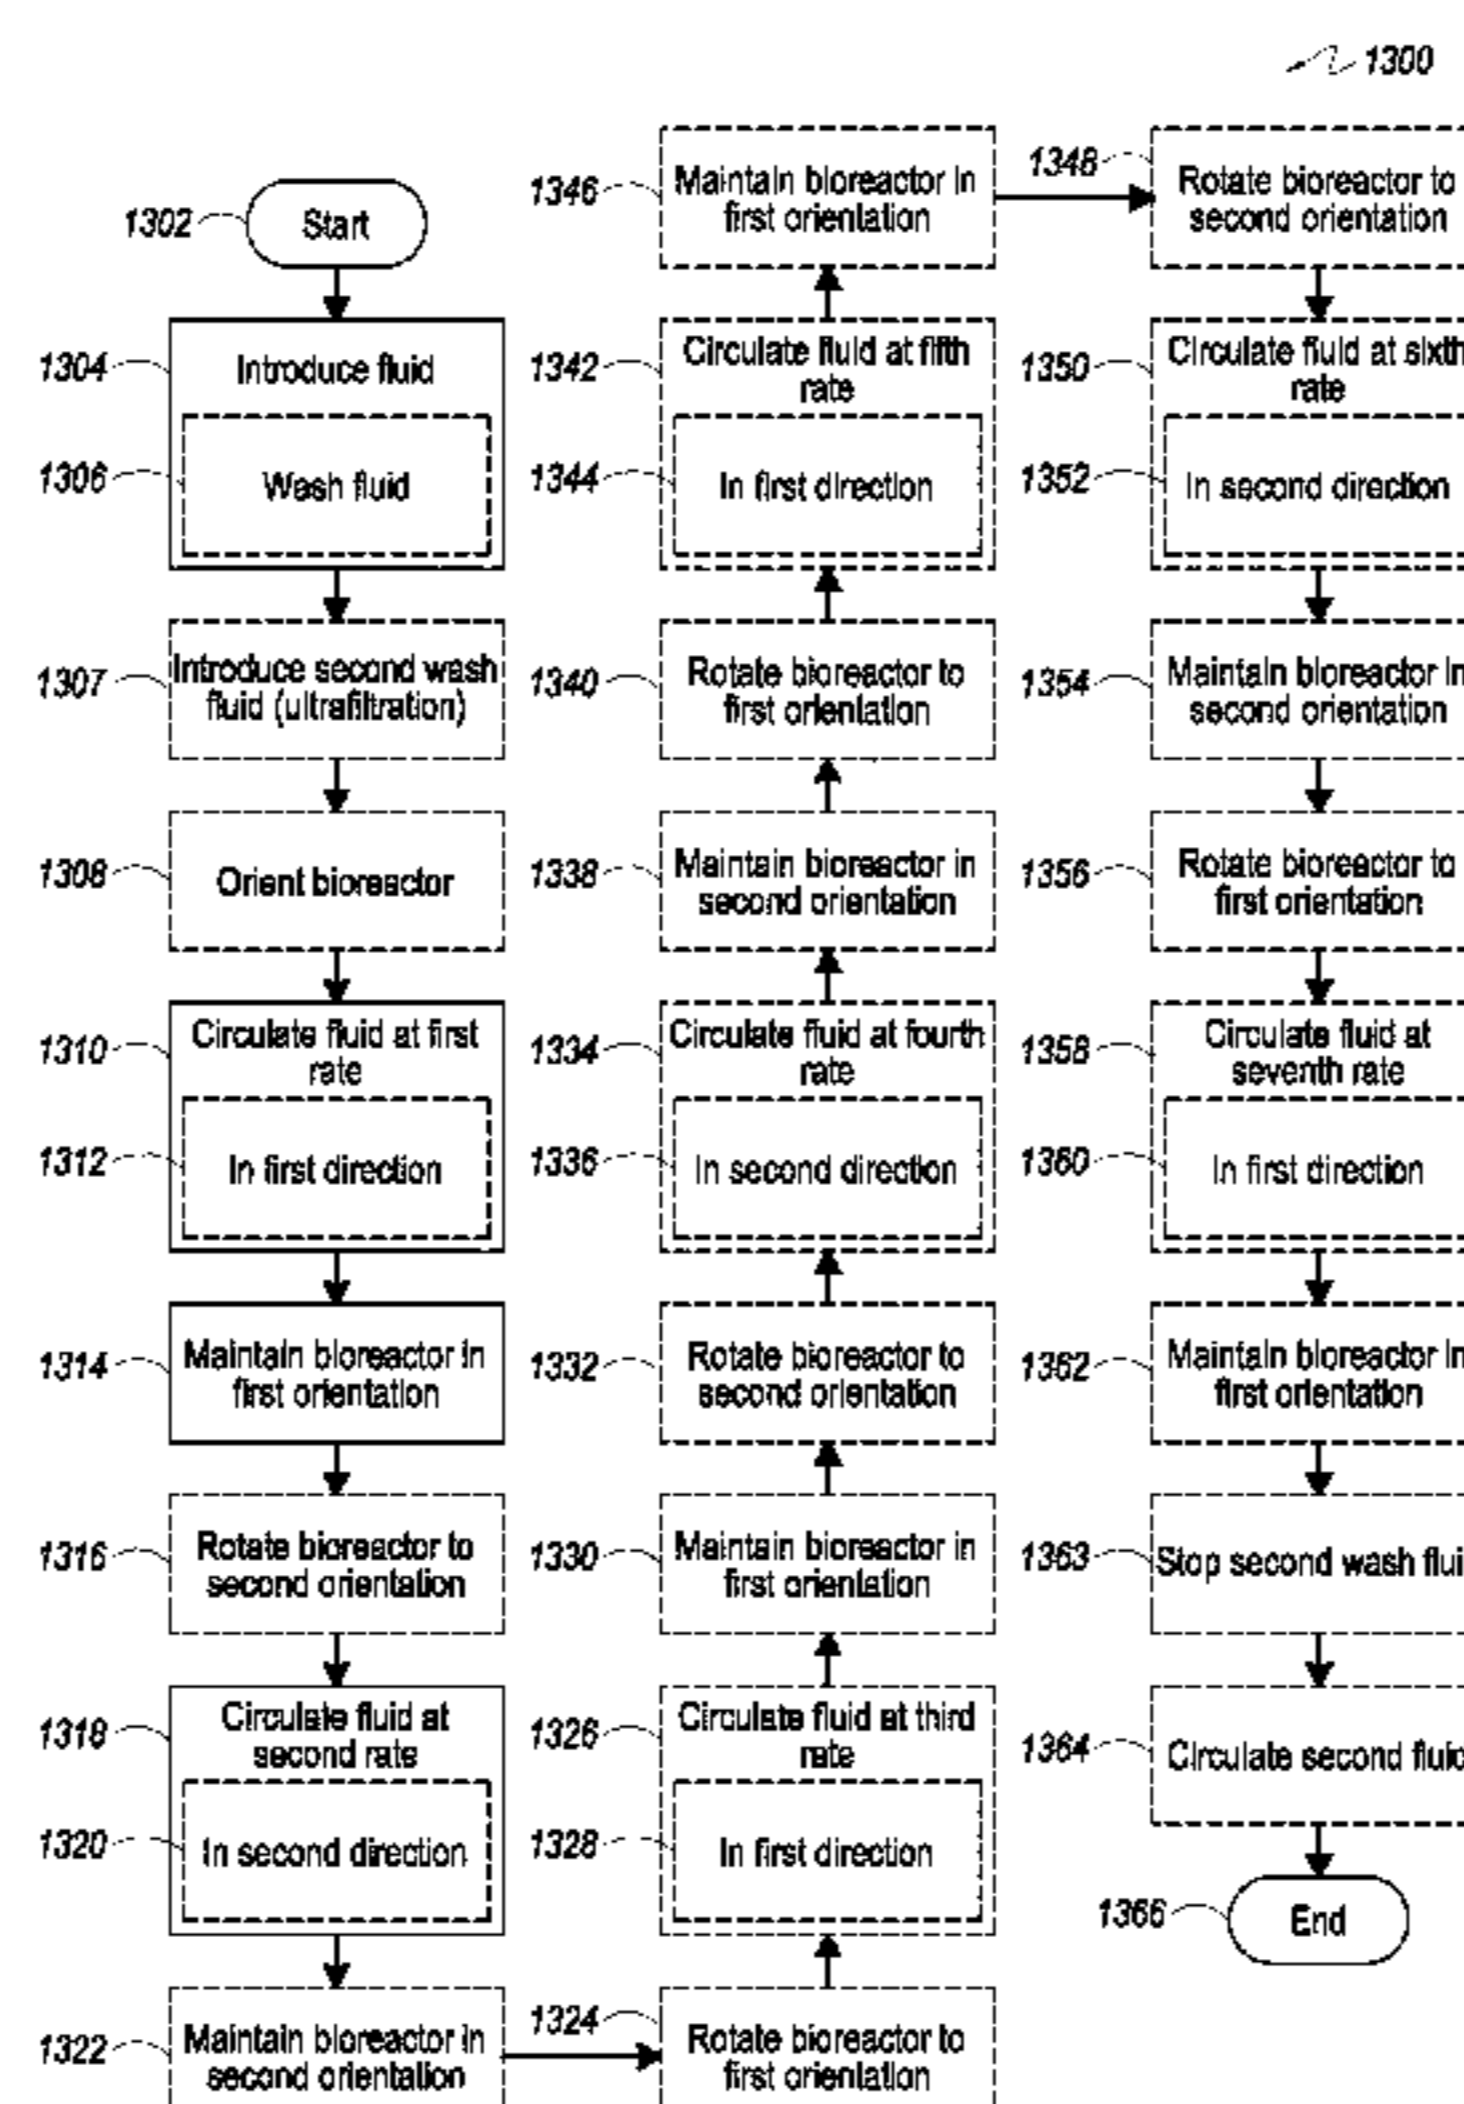 1300
1302
Start
1304
Introduce fluid
1306
Wash fluid
1307
Introduce second wash
fluid (ultrafiltration)
1308
Orient bioreactor
1310
Circulate fluid at first
rate
1312
In first direction
1314
Maintain bioreactor in
first orientation
1316
Rotate bioreactor to
second orientation
1318
Circulate fluid at
second rate
1320
In second direction
1322
Maintain bioreactor in
second orientation
1324
Rotate bioreactor to
first orientation
1326
Circulate fluid at third
rate
1328
In first direction
1330
Maintain bioreactor in
first orientation
1332
Rotate bioreactor to
second orientation
1334
Circulate fluid at fourth
rate
1336
In second direction
1338
Maintain bioreactor in
second orientation
1340
Rotate bioreactor to
first orientation
1342
Circulate fluid at fifth
rate
1344
In first direction
1346
Maintain bioreactor in
first orientation
1348
Rotate bioreactor to
second orientation
1350
Circulate fluid at sixth
rate
1352
In second direction
1354
Maintain bioreactor in
second orientation
1356
Rotate bioreactor to
first orientation
1358
Circulate fluid at
seventh rate
1360
In first direction
1362
Maintain bioreactor in
first orientation
1363
Stop second wash flui
1364
Circulate second fluid
1366
End